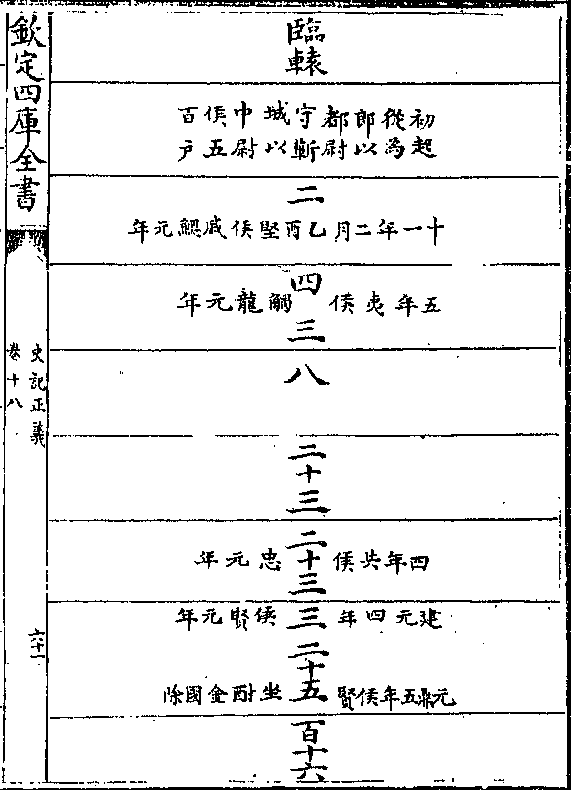 欽定四庫全書
史記正義
卷十八
六十一
臨轅
初起從為郎以都尉守蘄城以中尉侯五百户
二
十一年二月乙酉堅侯戚鰓元年
四
五年夷侯觸龍元年
三
八
二十三
二十三
四年共侯忠元年
三
建元四年侯賢元年
二十五
元鼎五年侯賢坐酎金國除
百十六